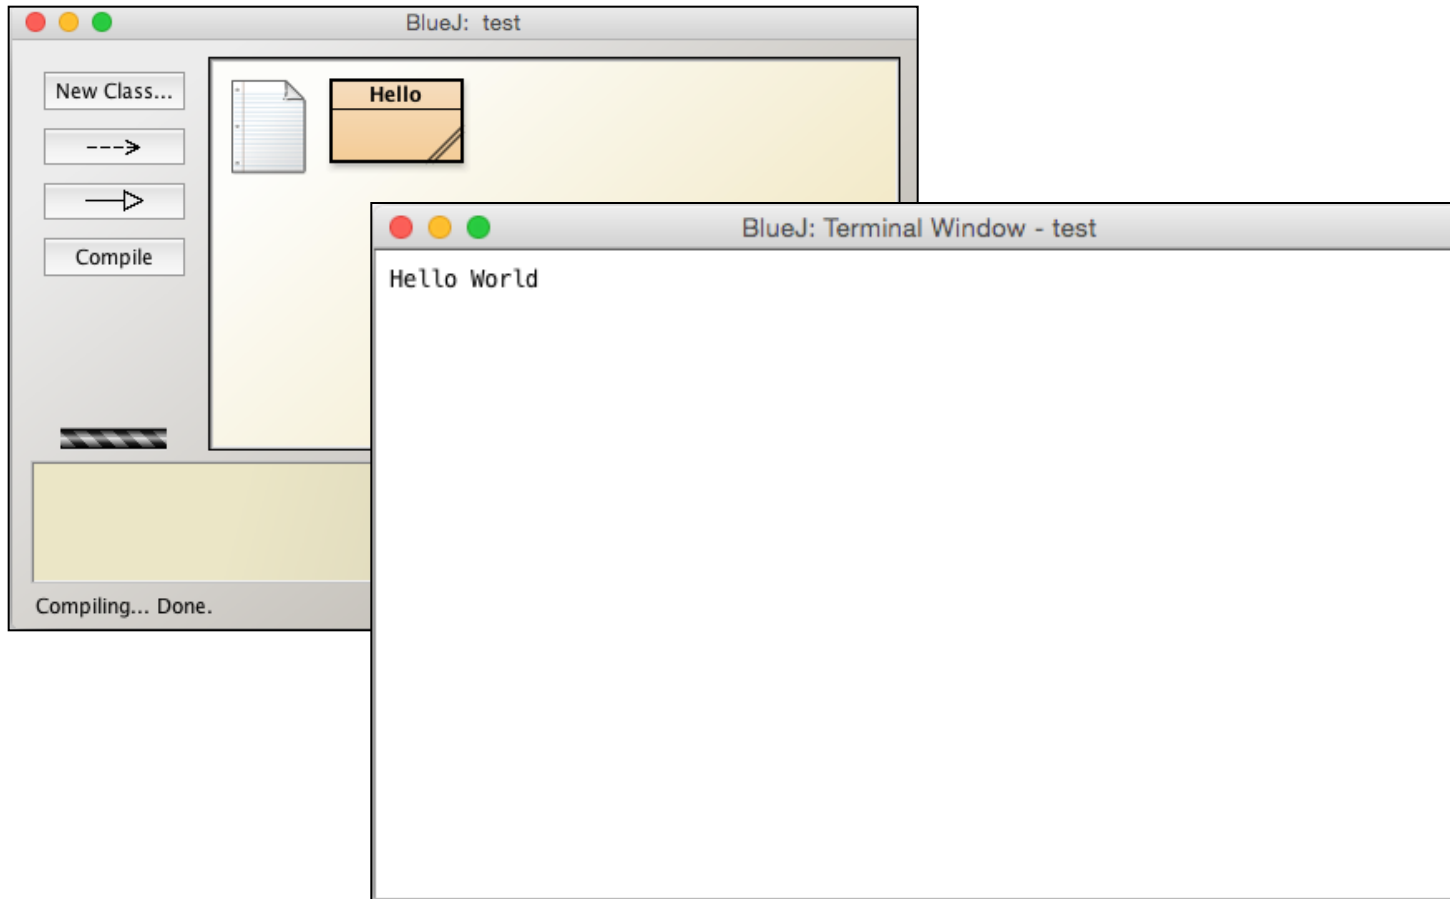 BlueJ: test
New Class...
Hello
Compile
Compiling... Done.
BlueJ: Terminal Window - test
Hello World